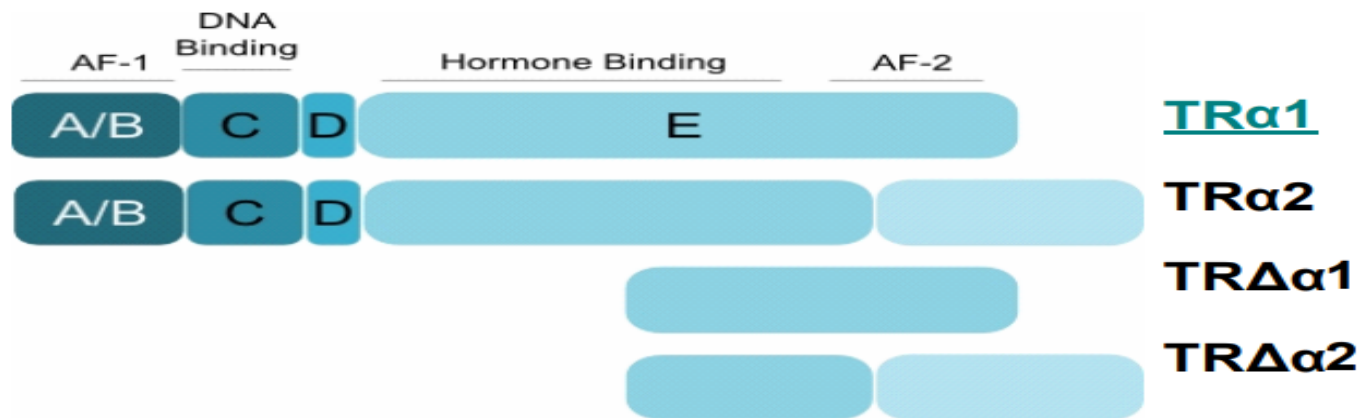 DNA
Binding
AF-1
Hormone Binding
AF-2
A/B C D E TRα1
A/B C D TRα2
TRΔα1
TRΔα2